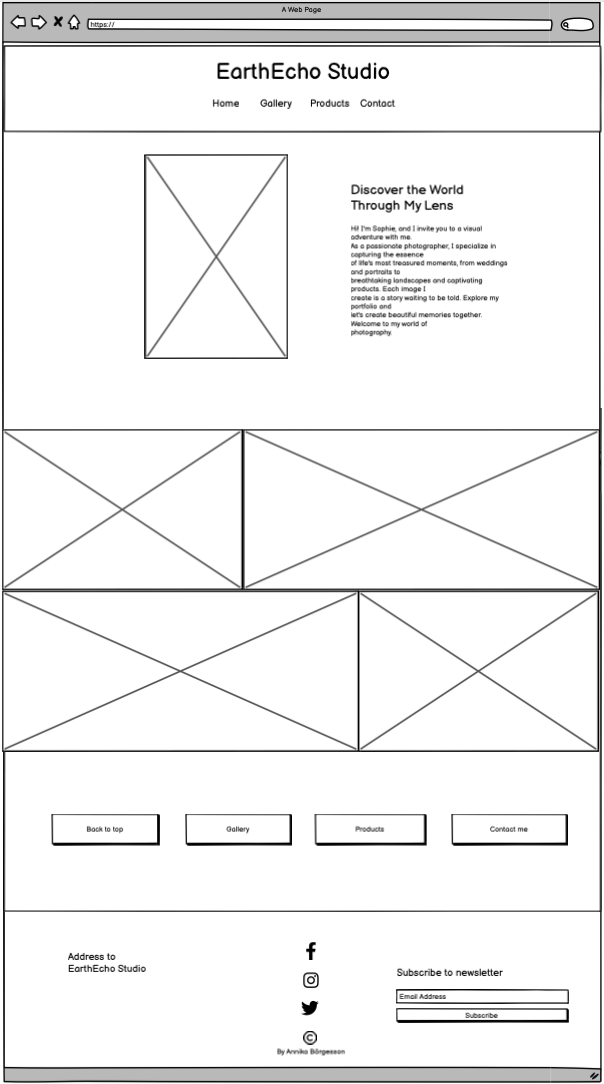 A Web Page
https://
EarthEcho Studio
Home Gallery Products Contact
Discover the World
Through My Lens
Hi! I'm Sophie, and I invite you to a visual
adventure with me.
As a passionate photographer, I specialize in
capturing the essence
of life's most treasured moments, from weddings
and portraits to
breathtaking landscapes and captivating
products. Each image I
create is a story waiting to be told. Explore my
portfolio and
let's create beautiful memories together.
Welcome to my world of
photography.
Back to top
Gallery
Products
Contact me
Address to
EarthEcho Studio
©
By Annika Börgesson
Subscribe to newsletter
Email Address
Subscribe